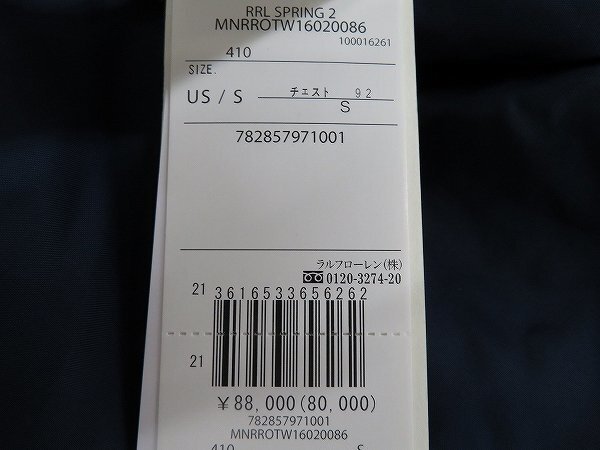 RRL SPRING 2
MNRROTW16020086
100016261
410
SIZE.
US / S チェスト 92
S
782857971001
ラルフローレン(株)
0120-3274-20
21 3616533656262
21
¥88,000(80,000)
782857971001
MNRROTW16020086
410 S